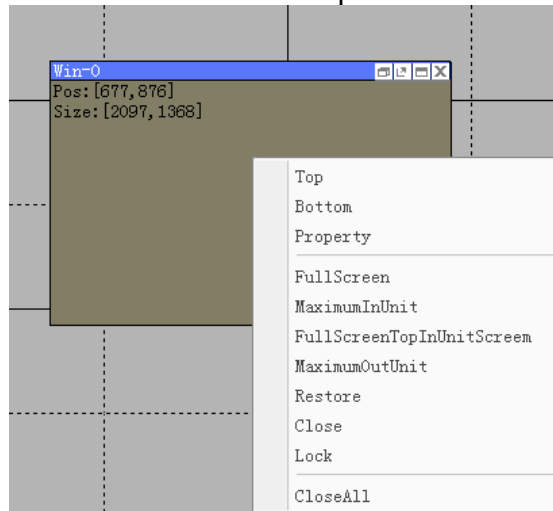 Win-0
Pos:[677,876]
Size:[2097,1368]
Top
Bottom
Property
FullScreen
MaximumInUnit
FullScreenTopInUnitScreem
MaximumOutUnit
Restore
Close
Lock
CloseAll